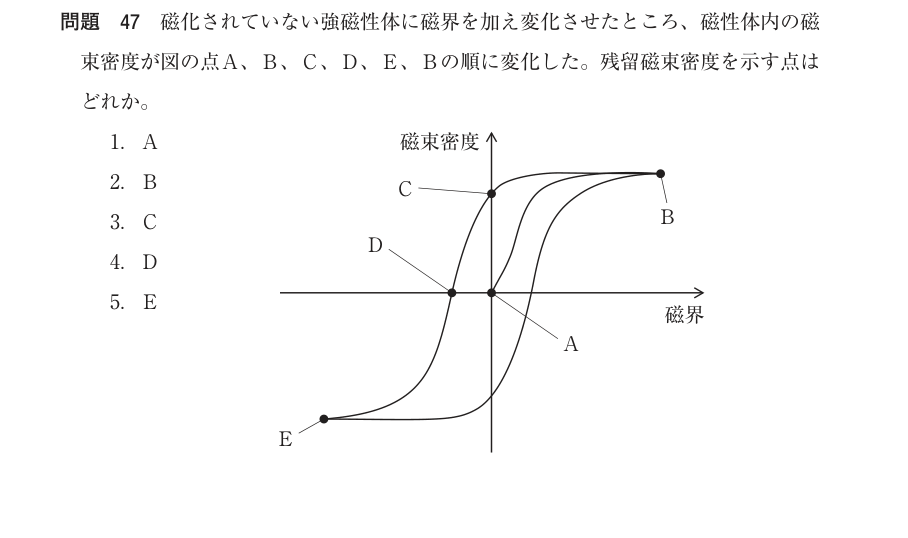 問題 47 磁化されていない強磁性体に磁界を加え変化させたところ、磁性体内の磁
束密度が図の点A、B、C、D、E、Bの順に変化した。残留磁束密度を示す点は
どれか。
1. A
2. B
3. C
4. D
5. E
磁束密度
C
B
D
磁界
A
E